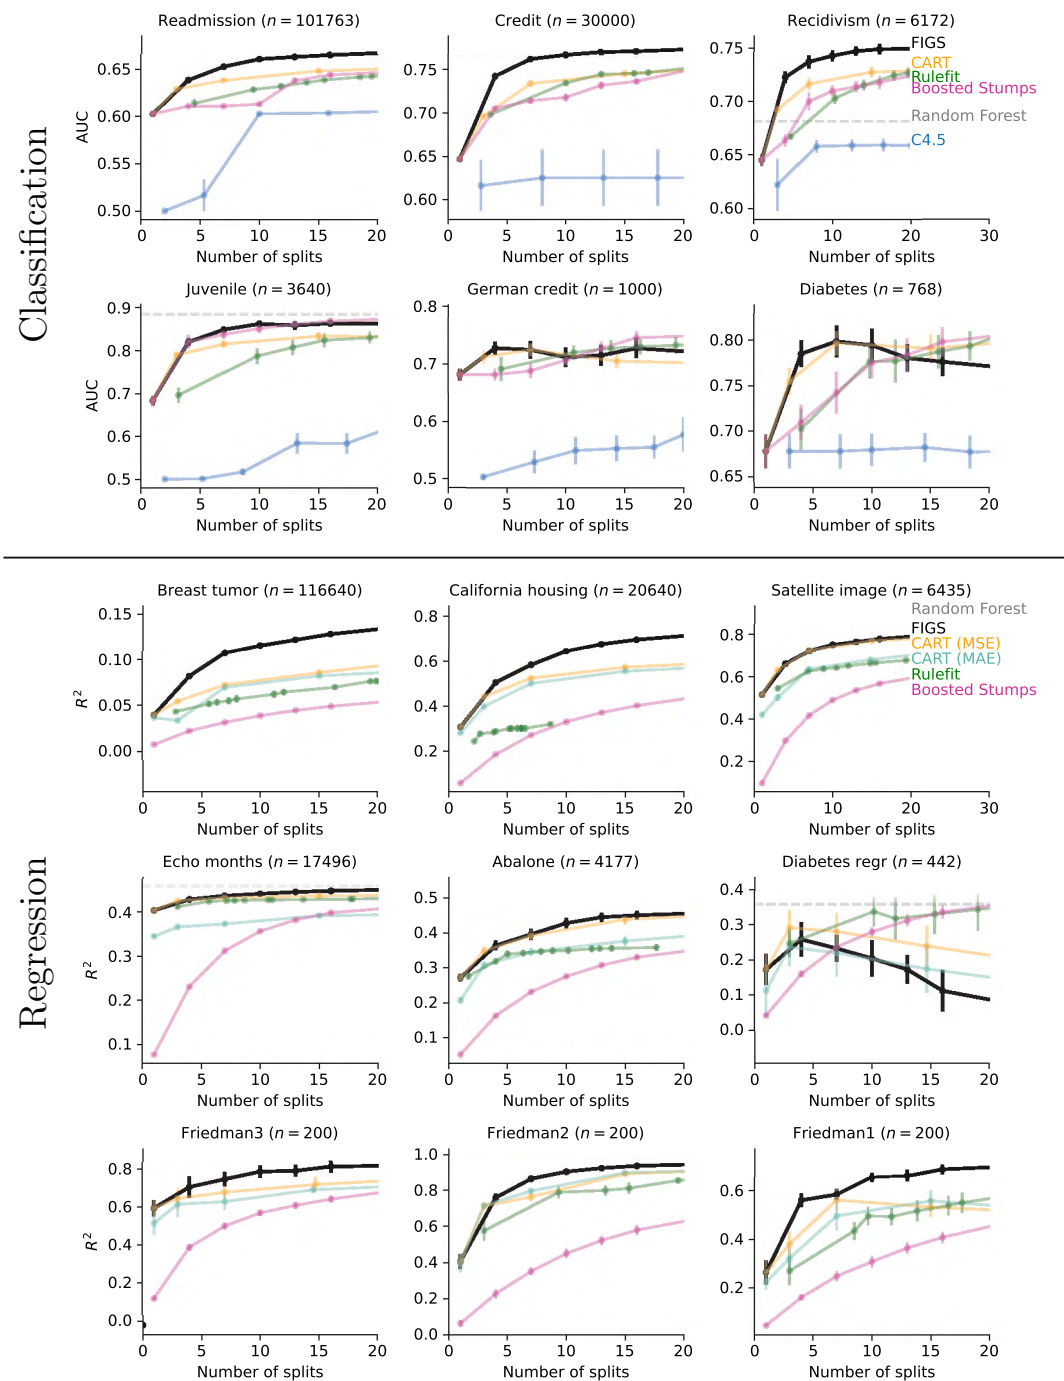 Classification
Readmission (n = 101763)
AUC
0.65
0.60
0.55
0.50
0 5 10 15 20
Number of splits
Credit (n = 30000)
0.75
0.70
0.65
0.60
0 5 10 15 20
Number of splits
Recidivism (n = 6172)
0.75
0.70
0.65
0.60
FIGS
CART
Rulefit
Boosted Stumps
Random Forest
C4.5
0 10 20 30
Number of splits
Juvenile (n = 3640)
AUC
0.9
0.8
0.7
0.6
0.5
0 5 10 15 20
Number of splits
German credit (n = 1000)
0.8
0.7
0.6
0.5
0 5 10 15 20
Number of splits
Diabetes (n = 768)
0.80
0.75
0.70
0.65
0 5 10 15 20
Number of splits
Regression
Breast tumor (n = 116640)
R²
0.15
0.10
0.05
0.00
0 5 10 15 20
Number of splits
California housing (n = 20640)
0.8
0.6
0.4
0.2
0 5 10 15 20
Number of splits
Satellite image (n = 6435)
0.8
0.6
0.4
0.2
Random Forest
FIGS
CART (MSE)
CART (MAE)
Rulefit
Boosted Stumps
0 10 20 30
Number of splits
Echo months (n = 17496)
R²
0.4
0.3
0.2
0.1
0 5 10 15 20
Number of splits
Abalone (n = 4177)
0.5
0.4
0.3
0.2
0.1
0 5 10 15 20
Number of splits
Diabetes regr (n = 442)
0.4
0.3
0.2
0.1
0.0
0 5 10 15 20
Number of splits
Friedman3 (n = 200)
R²
0.8
0.6
0.4
0.2
0.0
0 5 10 15 20
Number of splits
Friedman2 (n = 200)
1.0
0.8
0.6
0.4
0.2
0.0
0 5 10 15 20
Number of splits
Friedman1 (n = 200)
0.6
0.4
0.2
0 5 10 15 20
Number of splits